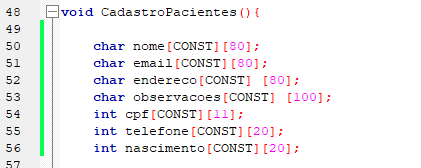 48 void CadastroPacientes(){
49
50 char nome[CONST][80];
51 char email[CONST][80];
52 char endereco[CONST] [80];
53 char observacoes[CONST] [100];
54 int cpf[CONST][11];
55 int telefone[CONST][20];
56 int nascimento[CONST][20];
57